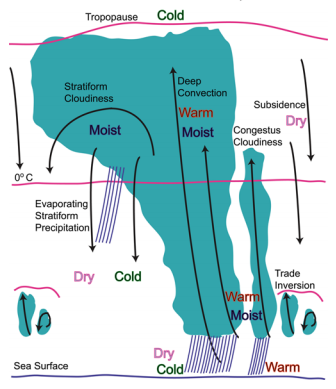 Tropopause Cold
Stratiform
Cloudiness
Deep
Convection
Warm
Moist
Moist
Subsidence
Dry
Congestus
Cloudiness
0° C
Evaporating
Stratiform
Precipitation
Dry
Cold
Trade
Inversion
Warm
Moist
Dry
Cold
Warm
Sea Surface